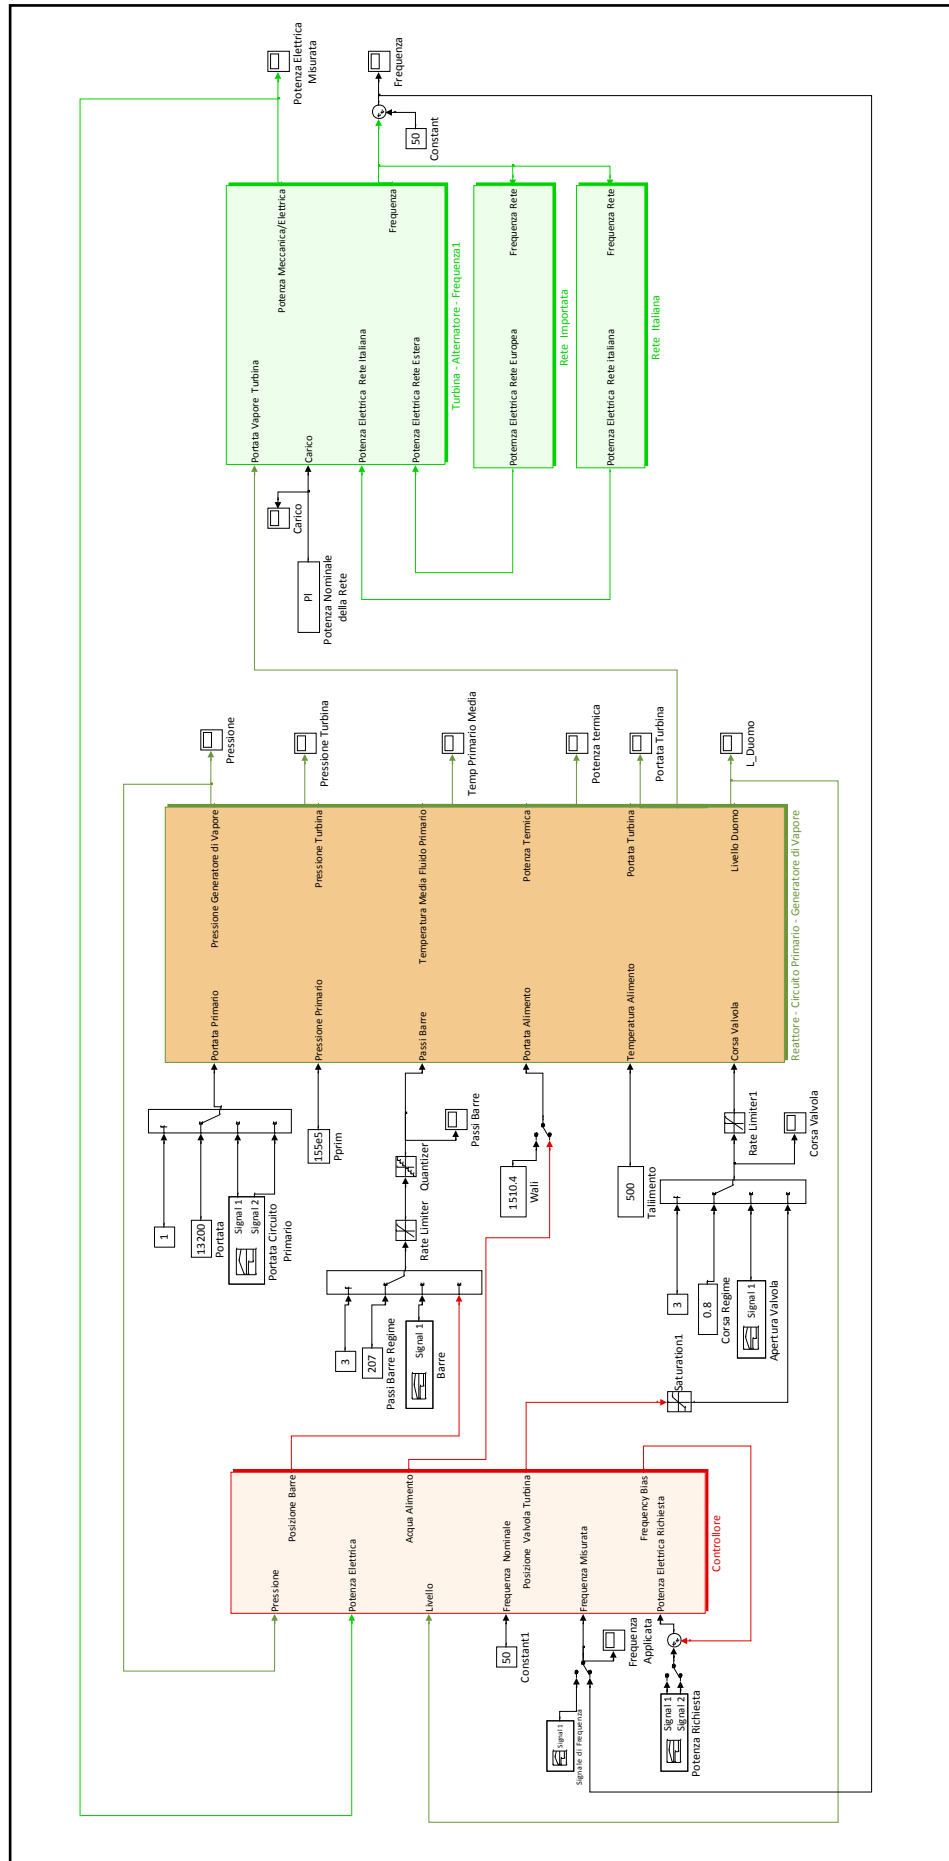 Pressione
Potenza Elettrica
Livello
Frequenza Nominale
Frequenza Misurata
Potenza Elettrica Richiesta
Posizione Barre
Acqua Alimento
Posizione Valvola Turbina
Frequency Bias
Controllore
50
Constant1
Signal 1
Signale di Frequenza
Frequenza
Applicata
Signal 1
Signal 2
Potenza Richiesta
1
13200
Portata
Signal 1
Signal 2
Portata Circuito
Primario
155e5
Pprim
3
207
Passi Barre Regime
Signal 1
Barre
Rate Limiter
Quantizer
Passi Barre
1510.4
Wali
500
Taliimento
Saturation1
3
0.8
Corsa Regime
Signal 1
Apertura Valvola
Rate Limiter1
Corsa Valvola
Portata Primario
Pressione Primario
Passi Barre
Portata Alimento
Temperatura Alimento
Corsa Valvola
Pressione Generatore di Vapore
Pressione Turbina
Temperatura Media Fluido Primario
Potenza Termica
Portata Turbina
Livello Duomo
Reattore - Circuito Primario - Generatore di Vapore
Pressione
Pressione Turbina
Temp Primario Media
Potenza termica
Portata Turbina
L_Duomo
PI
Potenza Nominale
della Rete
Carico
Portata Vapore Turbina
Carico
Potenza Elettrica Rete Italiana
Potenza Elettrica Rete Estera
Potenza Meccanica/Elettrica
Frequenza
Turbina - Alternatore - Frequenza1
Potemza Elettrica Rete Europea
Frequenza Rete
Rete Importata
Potemnza Elettrica Rete italiana
Frequenza Rete
Rete Italiana
Potenza Elettrica
Misurata
Frequenza
50
Constant